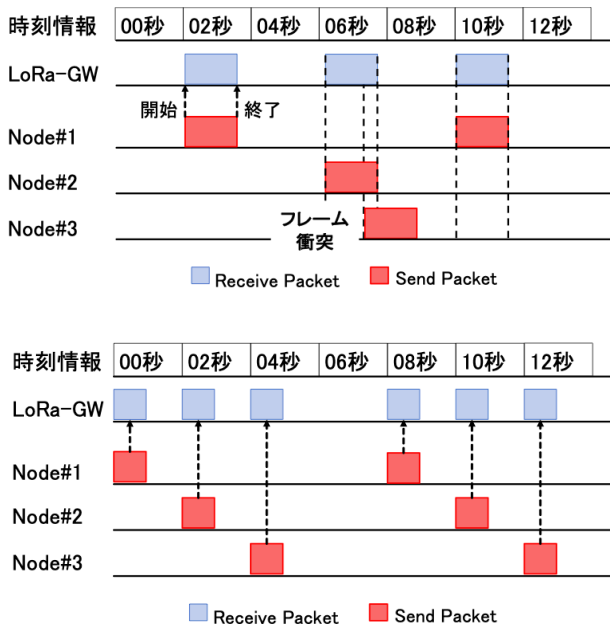 時刻情報 00秒 02秒 04秒 06秒 08秒 10秒 12秒
LoRa-GW
開始 終了
Node#1
Node#2
Node#3
フレーム
衝突
Receive Packet Send Packet
時刻情報 00秒 02秒 04秒 06秒 08秒 10秒 12秒
LoRa-GW
Node#1
Node#2
Node#3
Receive Packet Send Packet